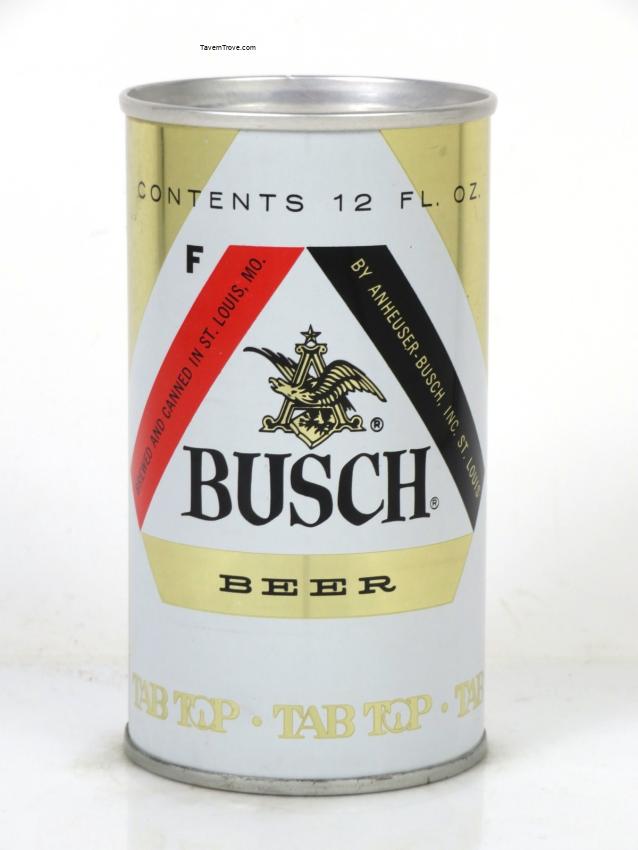 TavernTrove.com
CONTENTS 12 FL. OZ.
F
BREWED AND CANNED IN ST. LOUIS, MO.
BY ANHEUSER-BUSCH, INC. ST. LOUIS
A
®
BUSCH®
BEER
TAB TOP • TAB TOP • TAB